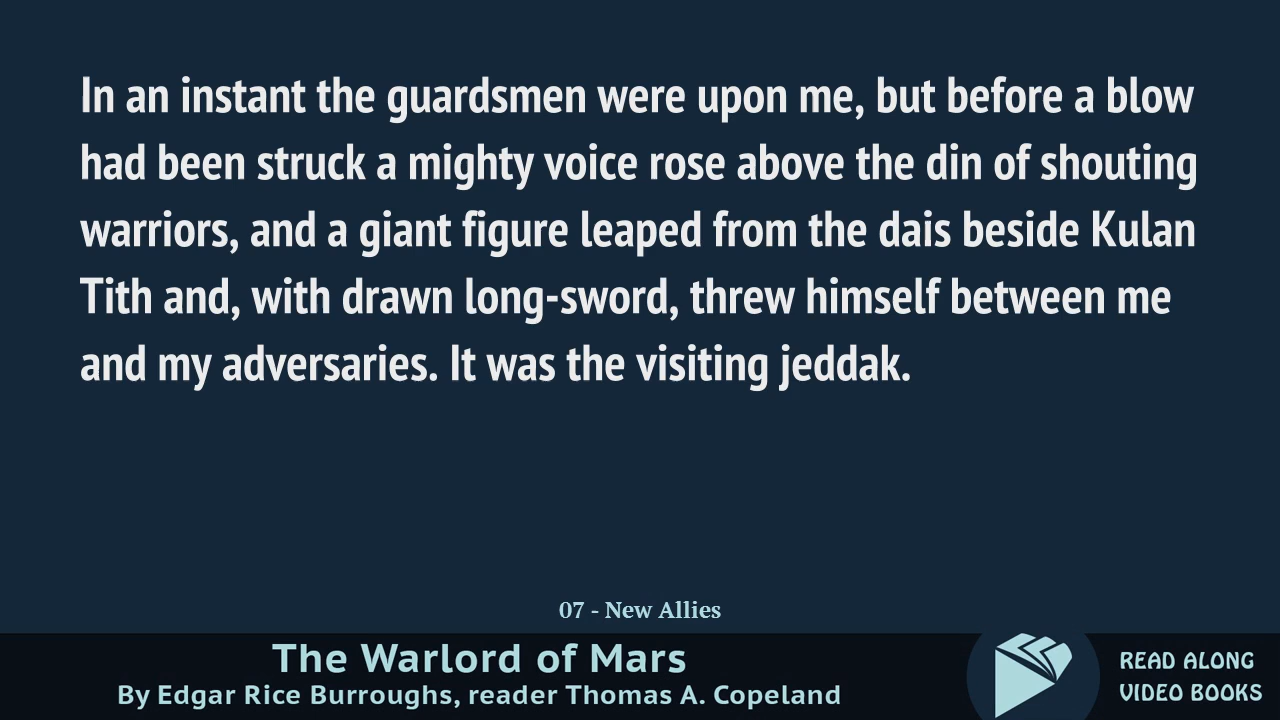 In an instant the guardsmen were upon me, but before a blow
had been struck a mighty voice rose above the din of shouting
warriors, and a giant figure leaped from the dais beside Kulan
Tith and, with drawn long-sword, threw himself between me
and my adversaries. It was the visiting jeddak.
07 - New Allies
The Warlord of Mars
By Edgar Rice Burroughs, reader Thomas A. Copeland
READ ALONG
VIDEO BOOKS